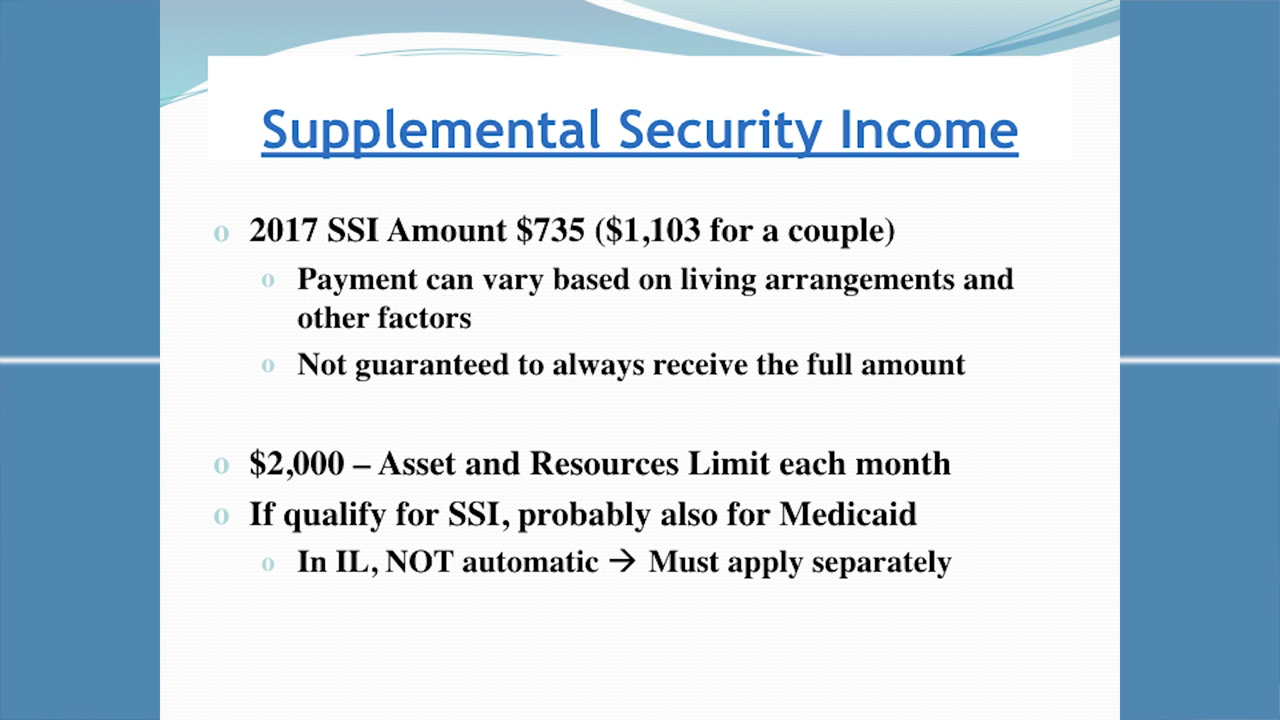 Supplemental Security Income
o 2017 SSI Amount $735 ($1,103 for a couple)
o Payment can vary based on living arrangements and
other factors
o Not guaranteed to always receive the full amount
o $2,000 – Asset and Resources Limit each month
o If qualify for SSI, probably also for Medicaid
o In IL, NOT automatic → Must apply separately